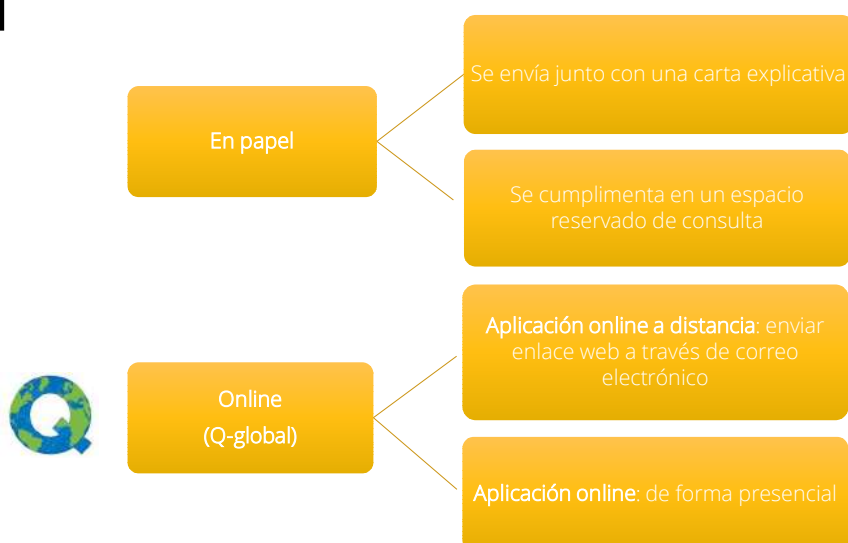 Se envía junto con una carta explicativa
En papel
Se cumplimenta en un espacio
reservado de consulta
Aplicación online a distancia: enviar
enlace web a través de correo
electrónico
Online
(Q-global)
Aplicación online: de forma presencial